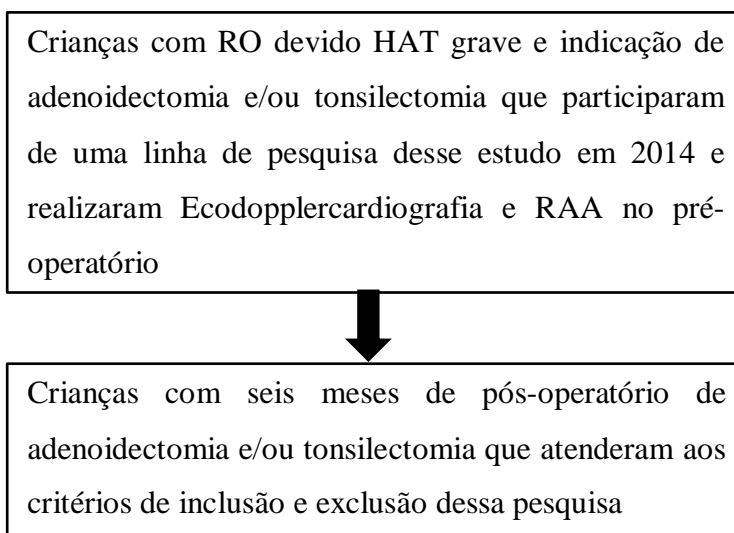 Crianças com RO devido HAT grave e indicação de
adenoidectomia e/ou tonsilectomia que participaram
de uma linha de pesquisa desse estudo em 2014 e
realizaram Ecodopplercardiografia e RAA no pré-
operatório
Crianças com seis meses de pós-operatório de
adenoidectomia e/ou tonsilectomia que atenderam aos
critérios de inclusão e exclusão dessa pesquisa